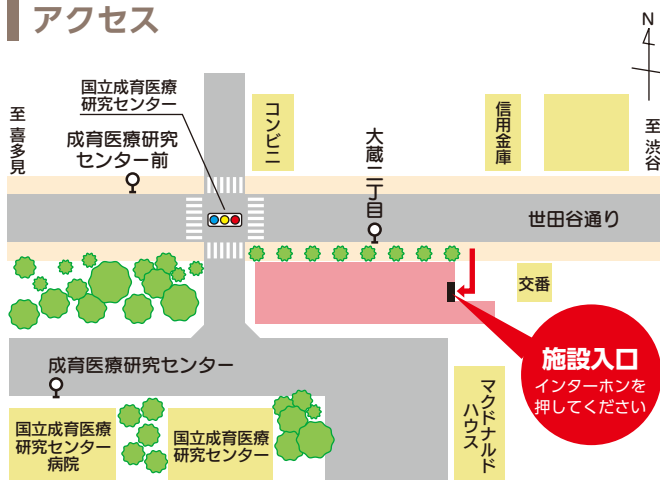 アクセス
N
国立成育医療
研究センター
至 喜多見
成育医療研究
センター前
コンビニ
大蔵二丁目
信用金庫
至 渋谷
世田谷通り
交番
施設入口
インターホンを
押してください
成育医療研究センター
国立成育医療
研究センター
病院
国立成育医療
研究センター
マクドナルド
ハウス